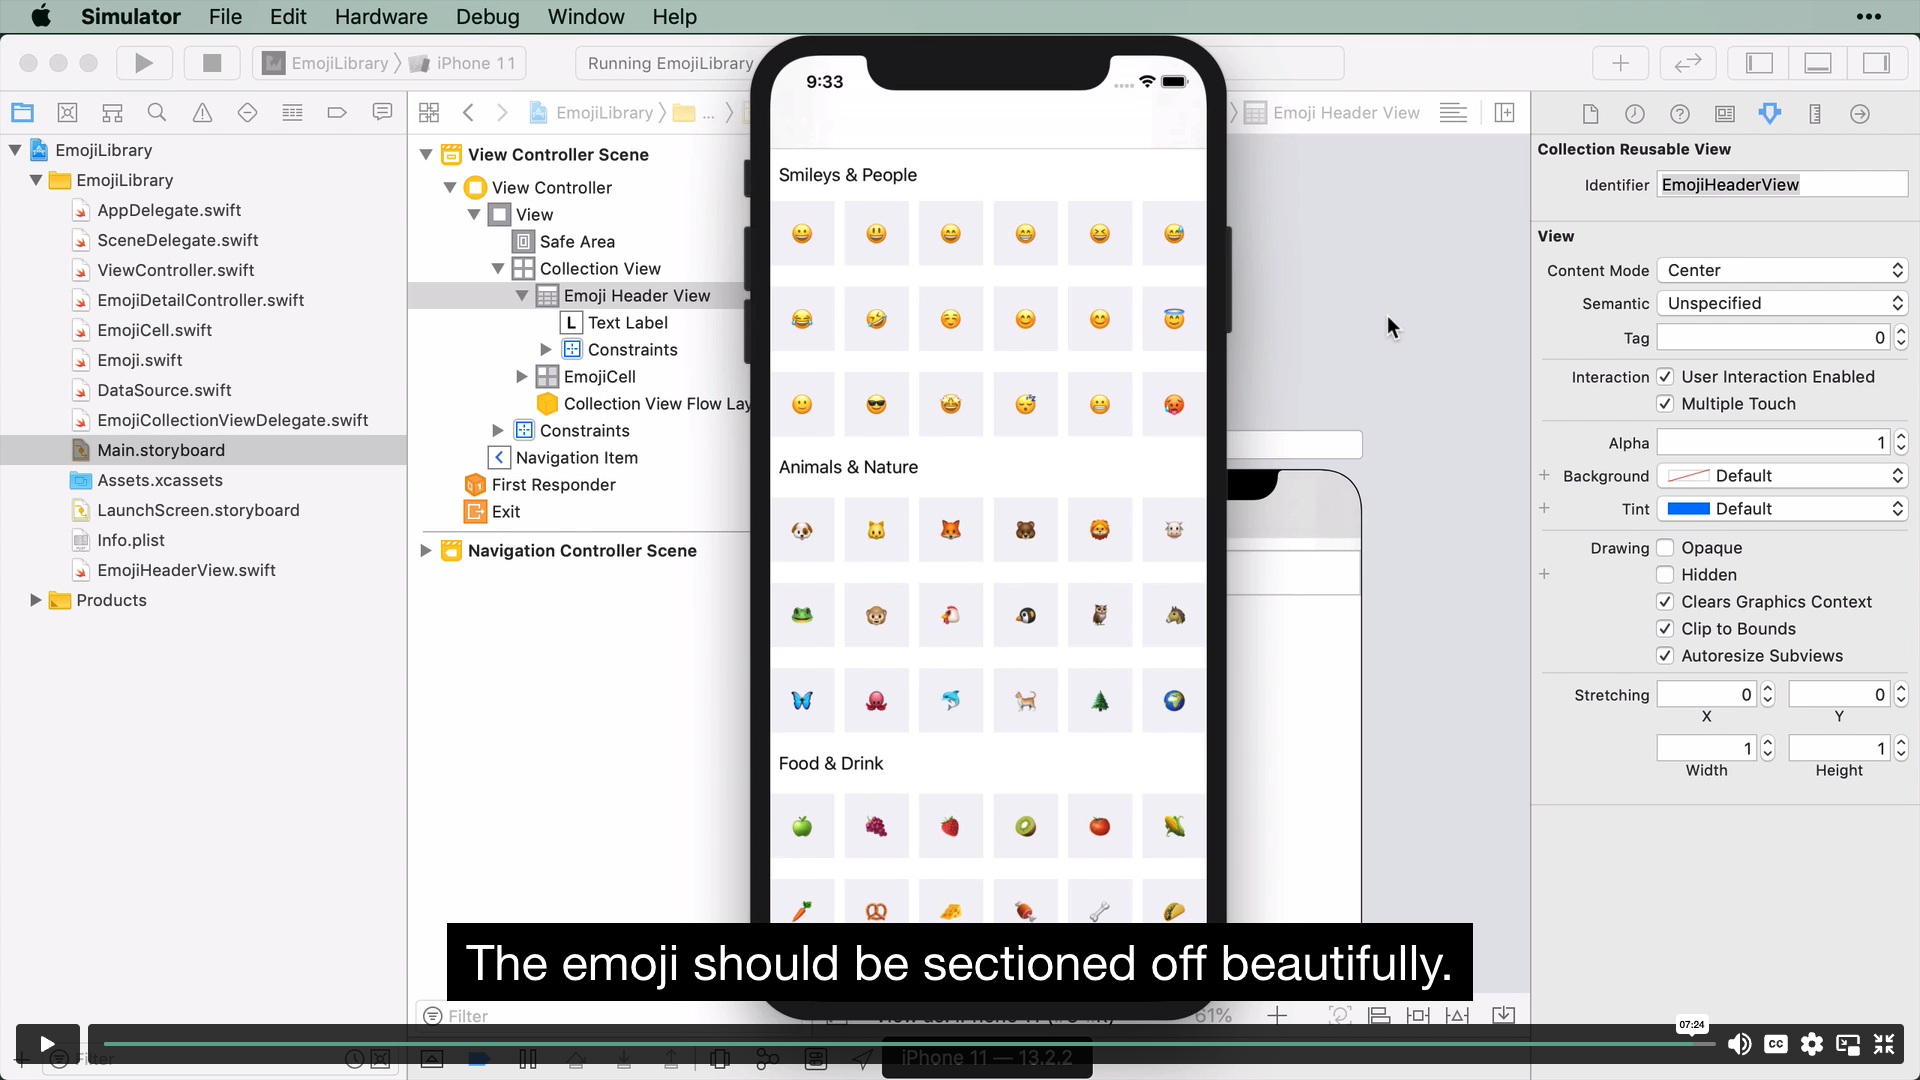 Simulator File Edit Hardware Debug Window Help
EmojiLibrary iPhone 11
Running EmojiLibrary
EmojiLibrary
...
Emoji Header View
EmojiLibrary
EmojiLibrary
AppDelegate.swift
SceneDelegate.swift
ViewController.swift
EmojiDetailController.swift
EmojiCell.swift
Emoji.swift
DataSource.swift
EmojiCollectionViewDelegate.swift
Main.storyboard
Assets.xcassets
LaunchScreen.storyboard
Info.plist
EmojiHeaderView.swift
Products
View Controller Scene
View Controller
View
Safe Area
Collection View
Emoji Header View
L Text Label
Constraints
EmojiCell
Collection View Flow Lay
Constraints
Navigation Item
First Responder
Exit
Navigation Controller Scene
Filter
9:33
Smileys & People
Animals & Nature
Food & Drink
Collection Reusable View
Identifier EmojiHeaderView
View
Content Mode Center
Semantic Unspecified
Tag 0
Interaction User Interaction Enabled
Multiple Touch
Alpha 1
Background Default
Tint Default
Drawing Opaque
Hidden
Clears Graphics Context
Clip to Bounds
Autoresize Subviews
Stretching 0 0
X Y
1 1
Width Height
The emoji should be sectioned off beautifully.
61%
07:24
Filter
iPhone 11 — 13.2.2
CC